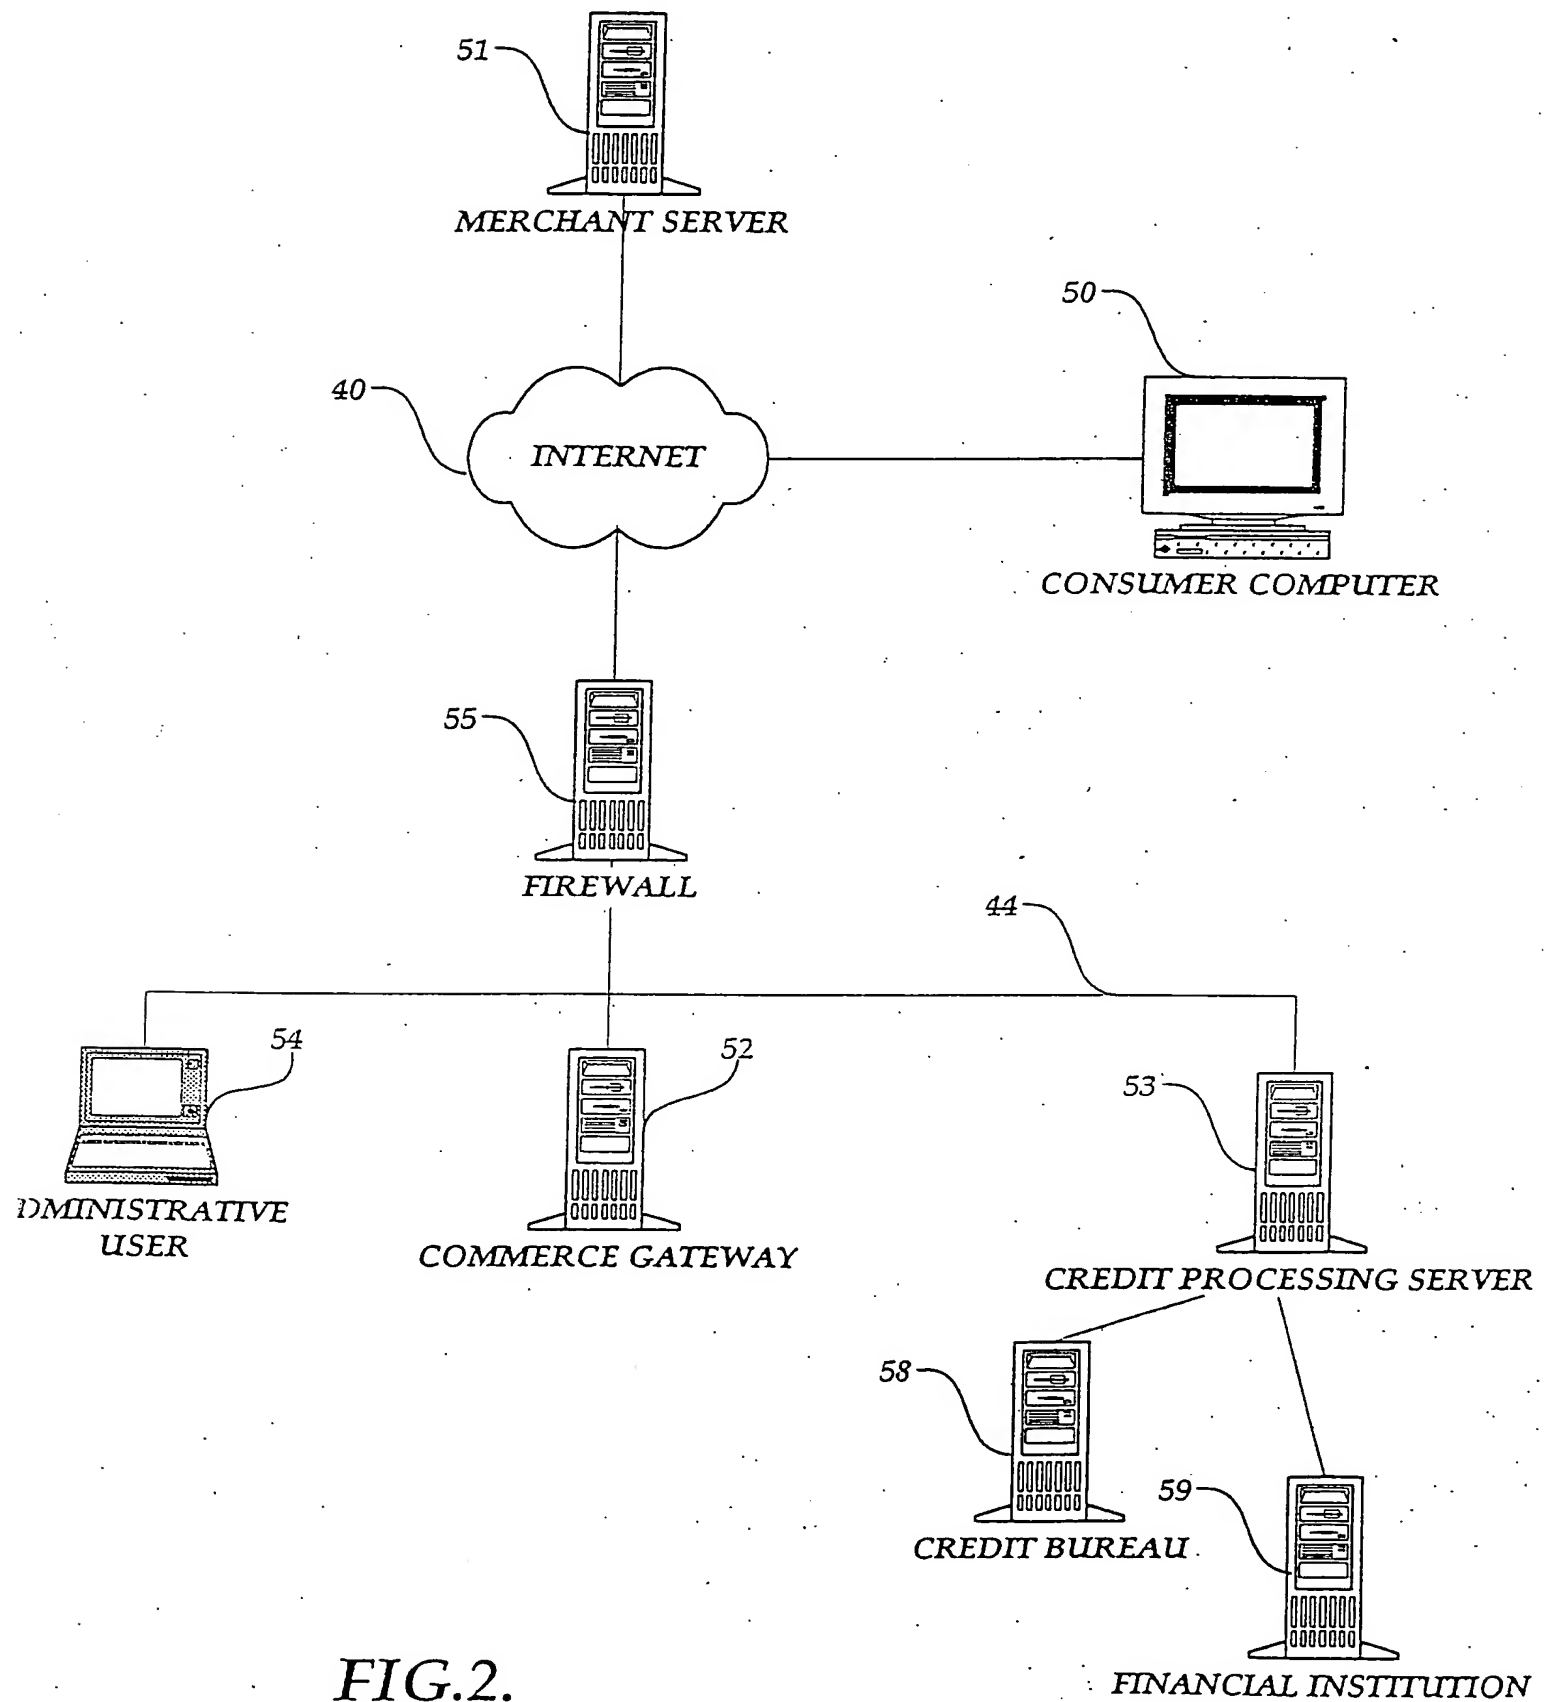 51
MERCHANT SERVER
50
40
INTERNET
CONSUMER COMPUTER
55
FIREWALL
44
54
52
53
DMINISTRATIVE
USER
COMMERCE GATEWAY
CREDIT PROCESSING SERVER
58
59
CREDIT BUREAU
FINANCIAL INSTITUTION
FIG.2.